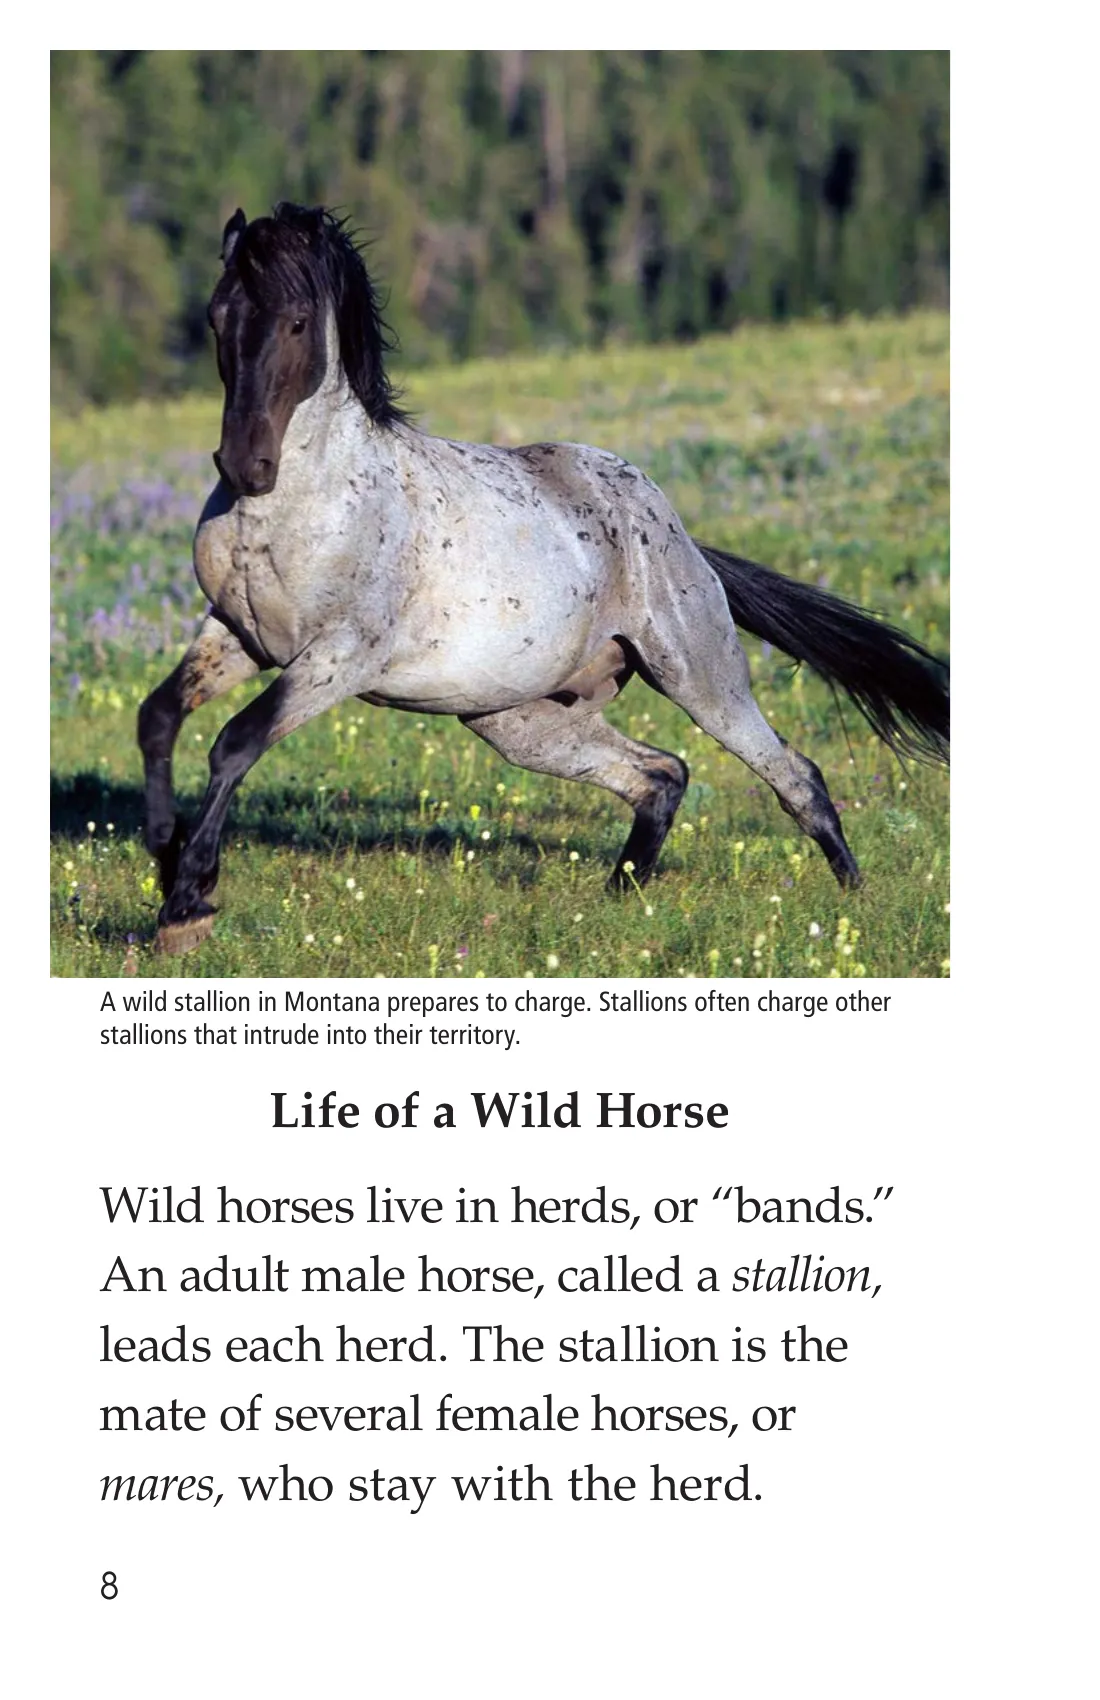 A wild stallion in Montana prepares to charge. Stallions often charge other
stallions that intrude into their territory.
Life of a Wild Horse
Wild horses live in herds, or “bands.”
An adult male horse, called a stallion,
leads each herd. The stallion is the
mate of several female horses, or
mares, who stay with the herd.
8